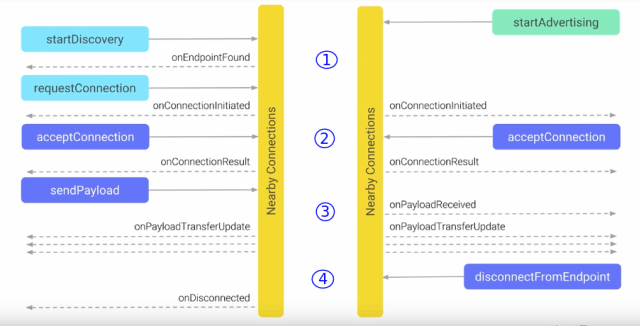 startDiscovery
startAdvertising
onEndpointFound
①
requestConnection
onConnectionInitiated
onConnectionInitiated
acceptConnection
②
acceptConnection
onConnectionResult
onConnectionResult
Nearby Connections
Nearby Connections
sendPayload
③
onPayloadReceived
onPayloadTransferUpdate
onPayloadTransferUpdate
④
disconnectFromEndpoint
onDisconnected